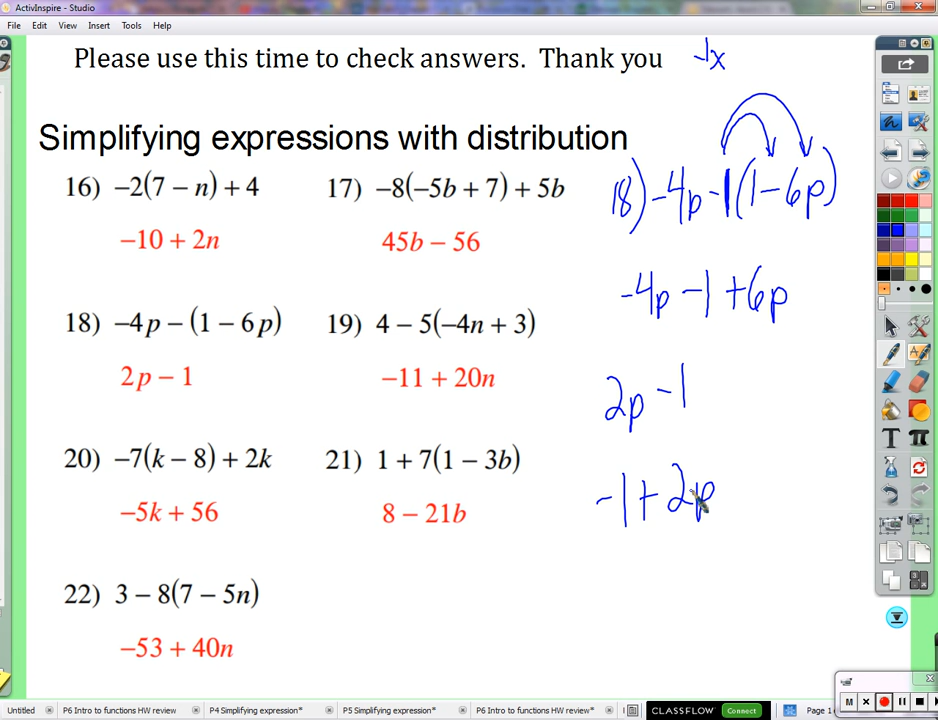 ActivInspire - Studio
File Edit View Insert Tools Help
Please use this time to check answers. Thank you
-1x
Simplifying expressions with distribution
16) −2(7 − n) + 4
17) −8(−5b + 7) + 5b
−10 + 2n
45b − 56
18) -4p -1(1 - 6p)
-4p -1 +6p
18) −4p − (1 − 6p)
19) 4 − 5(−4n + 3)
2p − 1
−11 + 20n
2p -1
20) −7(k − 8) + 2k
21) 1 + 7(1 − 3b)
−5k + 56
8 − 21b
-1 + 2p
22) 3 − 8(7 − 5n)
−53 + 40n
Untitled
P6 Intro to functions HW review
P4 Simplifying expression*
P5 Simplifying expression*
P6 Intro to functions HW review*
CLASSFLOW Connect
Page 1
M